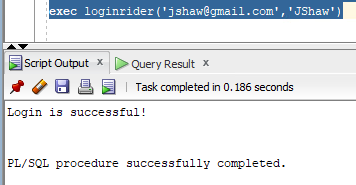 exec loginrider('jshaw@gmail.com','JShaw')
Script Output x Query Result x
Task completed in 0.186 seconds
Login is successful!
PL/SQL procedure successfully completed.